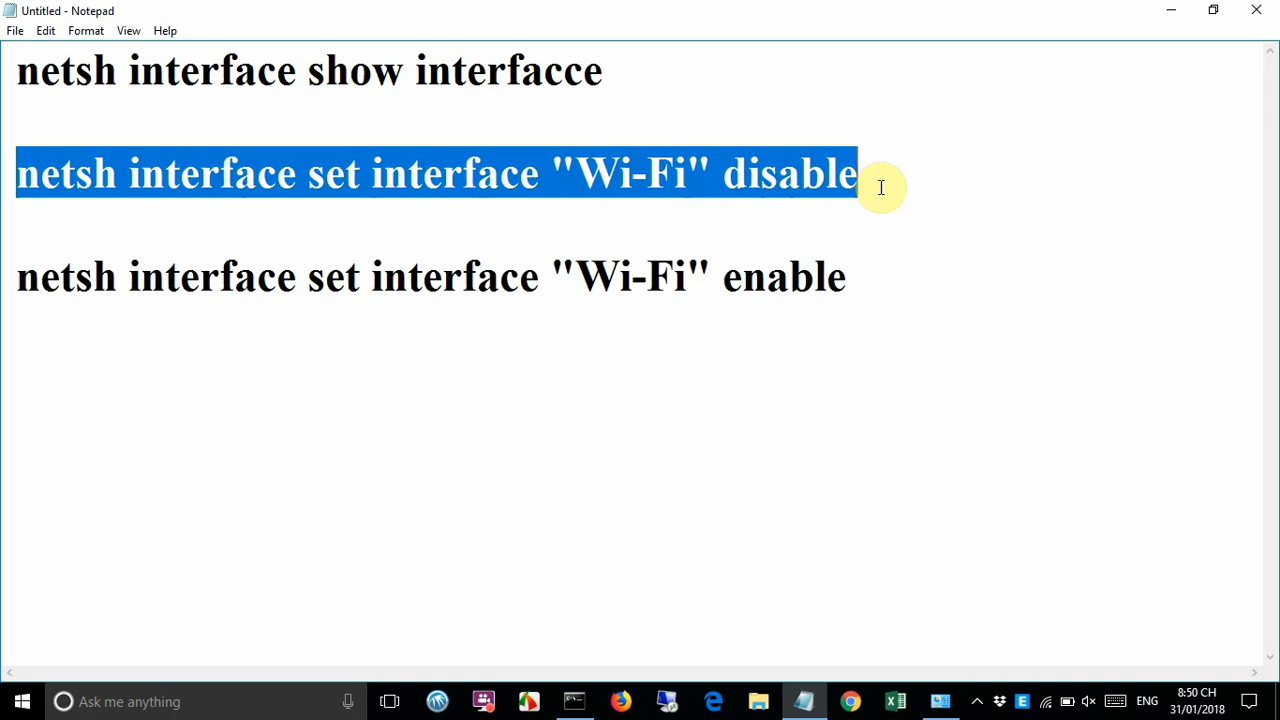 Untitled - Notepad
File Edit Format View Help
netsh interface show interfacce
netsh interface set interface "Wi-Fi" disable
netsh interface set interface "Wi-Fi" enable
Ask me anything
ENG
8:50 CH
31/01/2018